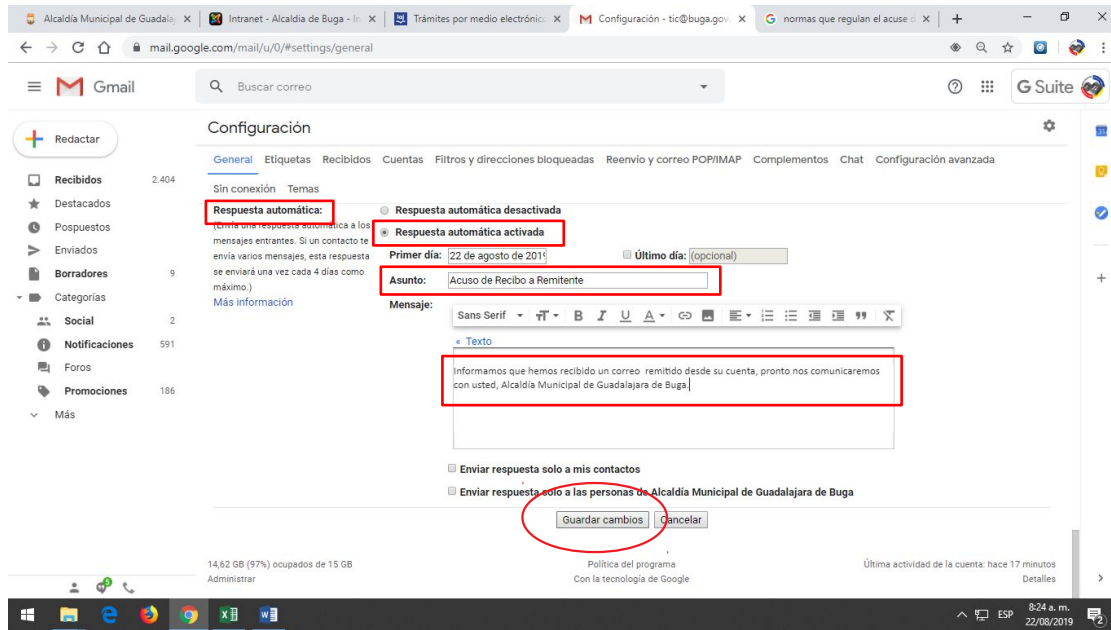 Alcaldía Municipal de Guadala
Intranet - Alcaldia de Buga - In
Trámites por medio electrónic
Configuración - tic@buga.gov
normas que regulan el acuse d
mail.google.com/mail/u/0/#settings/general
Gmail
Buscar correo
G Suite
Redactar
Recibidos 2.404
Destacados
Pospuestos
Enviados
Borradores 9
Categorías
Social 2
Notificaciones 591
Foros
Promociones 186
Más
Configuración
General Etiquetas Recibidos Cuentas Filtros y direcciones bloqueadas Reenvío y correo POP/IMAP Complementos Chat Configuración avanzada
Sin conexión Temas
Respuesta automática:
(Envía una respuesta automática a los
mensajes entrantes. Si un contacto te
envía varios mensajes, esta respuesta
se enviará una vez cada 4 días como
máximo.)
Más información
Respuesta automática desactivada
Respuesta automática activada
Primer día: 22 de agosto de 2019 Último día: (opcional)
Asunto: Acuso de Recibo a Remitente
Mensaje:
Sans Serif B I U A
« Texto
Informamos que hemos recibido un correo remitido desde su cuenta, pronto nos comunicaremos
con usted, Alcaldía Municipal de Guadalajara de Buga.
Enviar respuesta solo a mis contactos
Enviar respuesta solo a las personas de Alcaldía Municipal de Guadalajara de Buga
Guardar cambios Cancelar
14,62 GB (97%) ocupados de 15 GB
Administrar
Política del programa
Con la tecnología de Google
Última actividad de la cuenta: hace 17 minutos
Detalles
31
5
ESP
8:24 a. m.
22/08/2019
2